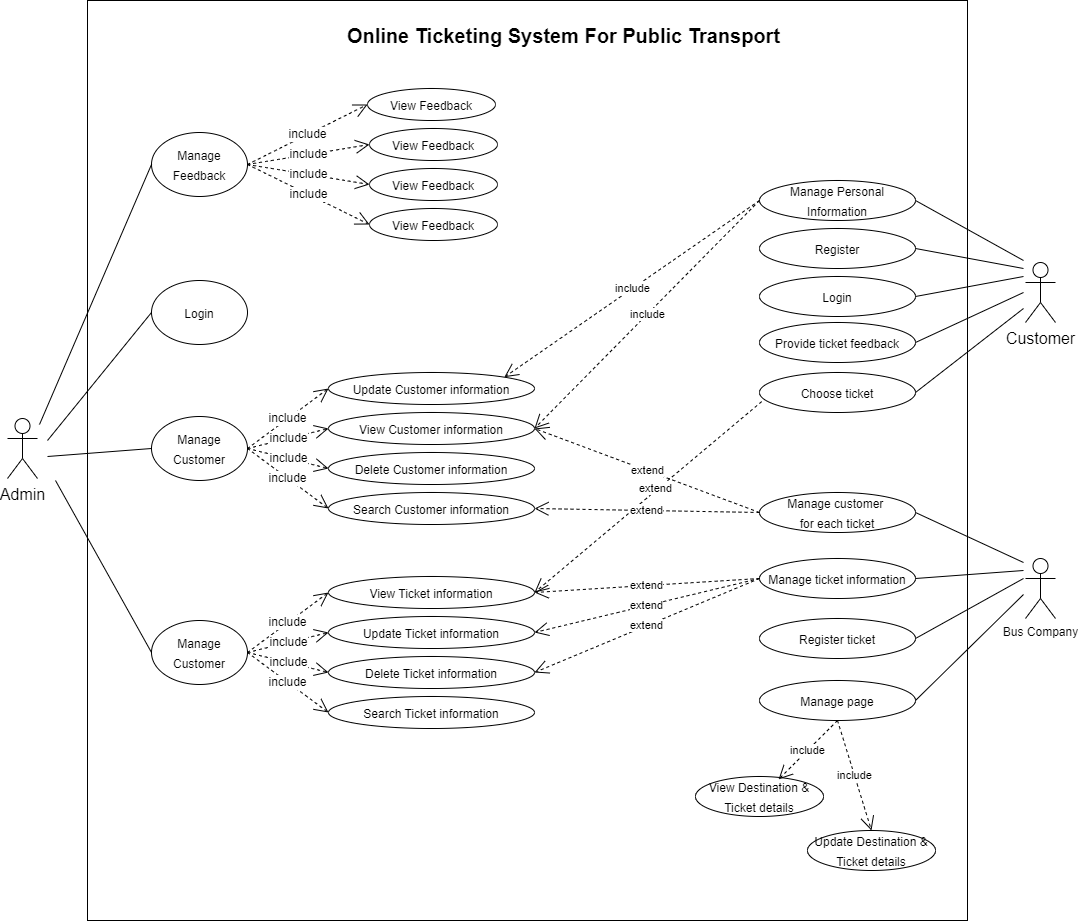 Online Ticketing System For Public Transport
View Feedback
include
Manage
Feedback
include
View Feedback
include
View Feedback
include
View Feedback
Manage Personal
Information
Register
Login
Provide ticket feedback
Choose ticket
Customer
Login
include
include
Update Customer information
View Customer information
Delete Customer information
Search Customer information
include
include
include
include
Manage
Customer
Admin
extend
extend
extend
Manage customer
for each ticket
View Ticket information
Update Ticket information
Delete Ticket information
Search Ticket information
include
include
include
include
Manage
Customer
extend
extend
extend
Manage ticket information
Register ticket
Manage page
Bus Company
include
include
View Destination &
Ticket details
Update Destination &
Ticket details